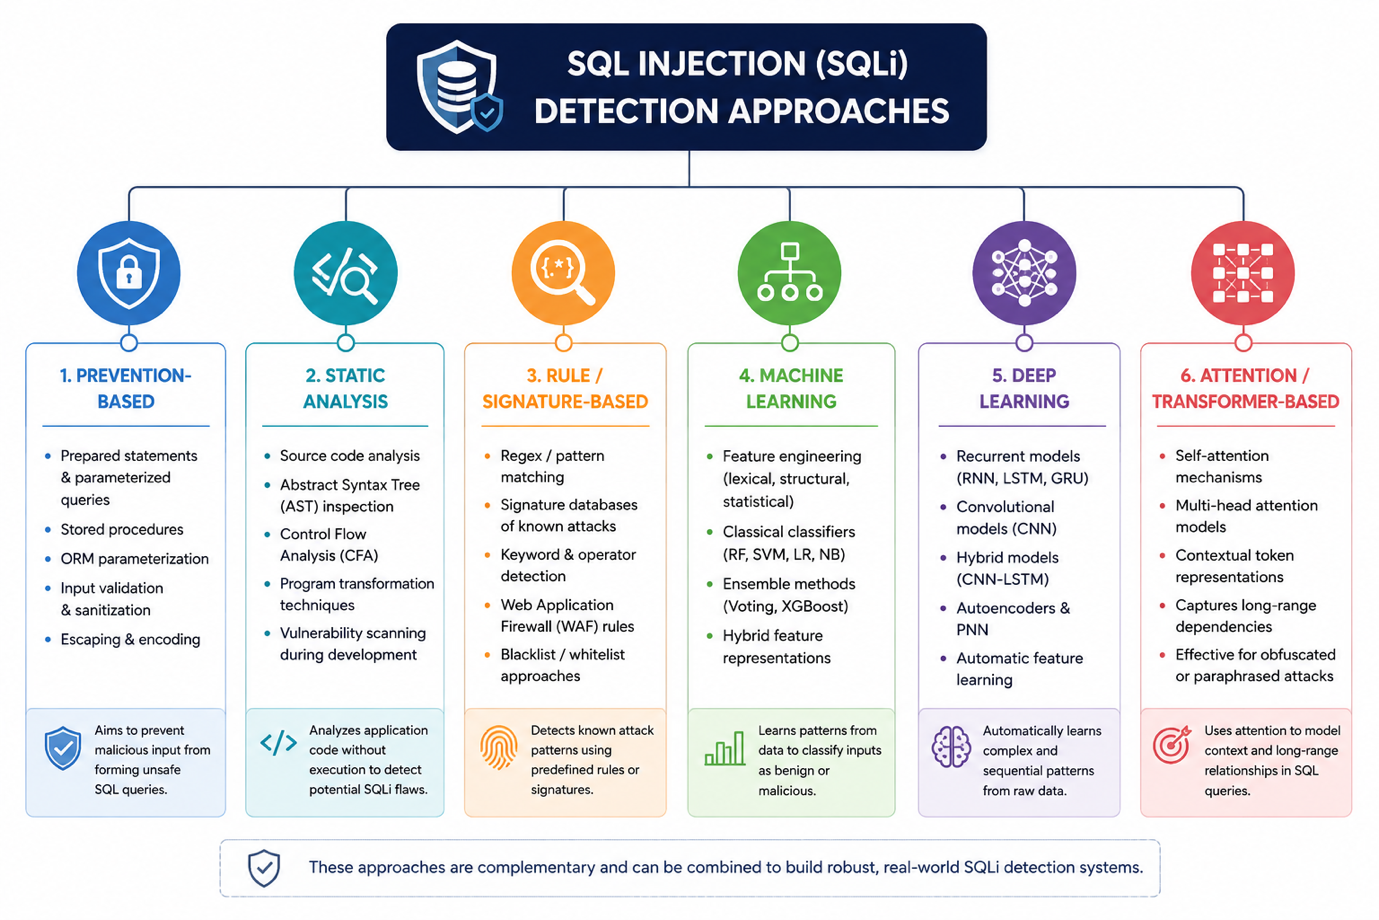 SQL INJECTION (SQLi)
DETECTION APPROACHES
{.*}
1. PREVENTION-
BASED
Prepared statements
& parameterized
queries
Stored procedures
ORM parameterization
Input validation
& sanitization
Escaping & encoding
Aims to prevent
malicious input from
forming unsafe
SQL queries.
2. STATIC
ANALYSIS
Source code analysis
Abstract Syntax Tree
(AST) inspection
Control Flow
Analysis (CFA)
Program transformation
techniques
Vulnerability scanning
during development
Analyzes application
code without
execution to detect
potential SQLi flaws.
3. RULE /
SIGNATURE-BASED
Regex / pattern
matching
Signature databases
of known attacks
Keyword & operator
detection
Web Application
Firewall (WAF) rules
Blacklist / whitelist
approaches
Detects known attack
patterns using
predefined rules or
signatures.
4. MACHINE
LEARNING
Feature engineering
(lexical, structural,
statistical)
Classical classifiers
(RF, SVM, LR, NB)
Ensemble methods
(Voting, XGBoost)
Hybrid feature
representations
Learns patterns from
data to classify inputs
as benign or
malicious.
5. DEEP
LEARNING
Recurrent models
(RNN, LSTM, GRU)
Convolutional
models (CNN)
Hybrid models
(CNN-LSTM)
Autoencoders &
PNN
Automatic feature
learning
Automatically learns
complex and
sequential patterns
from raw data.
6. ATTENTION /
TRANSFORMER-BASED
Self-attention
mechanisms
Multi-head attention
models
Contextual token
representations
Captures long-range
dependencies
Effective for obfuscated
or paraphrased attacks
Uses attention to model
context and long-range
relationships in SQL
queries.
These approaches are complementary and can be combined to build robust, real-world SQLi detection systems.